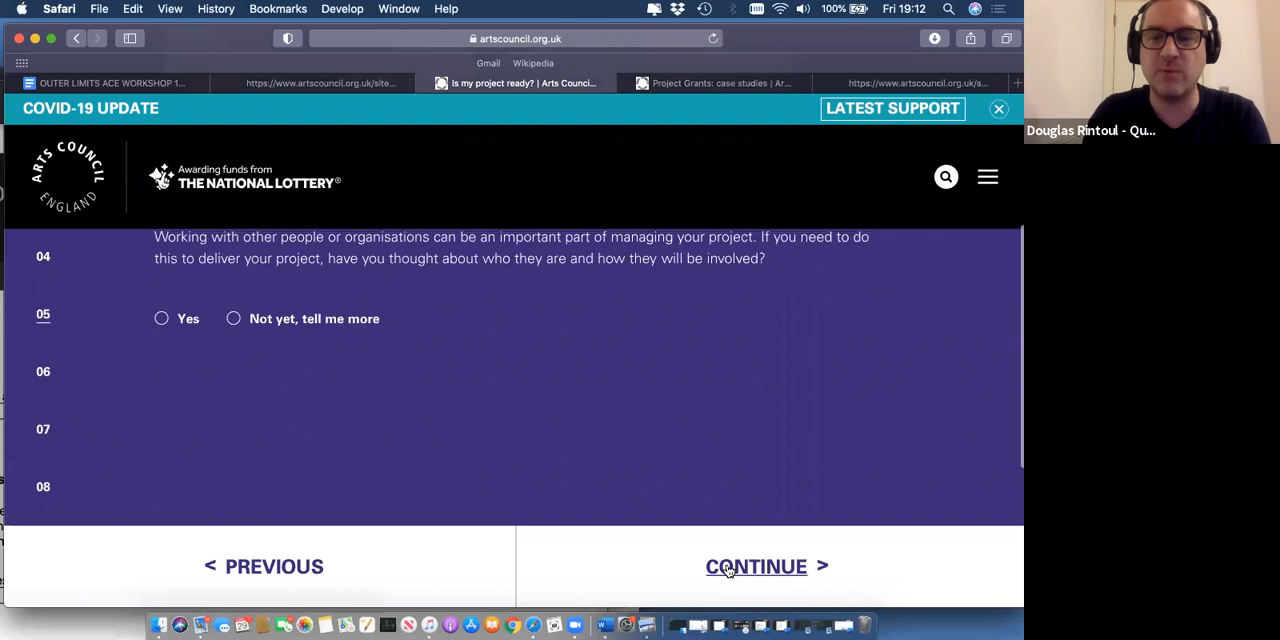 Safari File Edit View History Bookmarks Develop Window Help 100% Fri 19:12
artscouncil.org.uk
Gmail Wikipedia
OUTER LIMITS ACE WORKSHOP 1... https://www.artscouncil.org.uk/site... Is my project ready? | Arts Counci... Project Grants: case studies | Ar... https://www.artscouncil.org.uk/s...
COVID-19 UPDATE LATEST SUPPORT
Douglas Rintoul - Qu...
ARTS COUNCIL ENGLAND
Awarding funds from
THE NATIONAL LOTTERY®
Working with other people or organisations can be an important part of managing your project. If you need to do
04
this to deliver your project, have you thought about who they are and how they will be involved?
05
Yes Not yet, tell me more
06
07
08
< PREVIOUS CONTINUE >